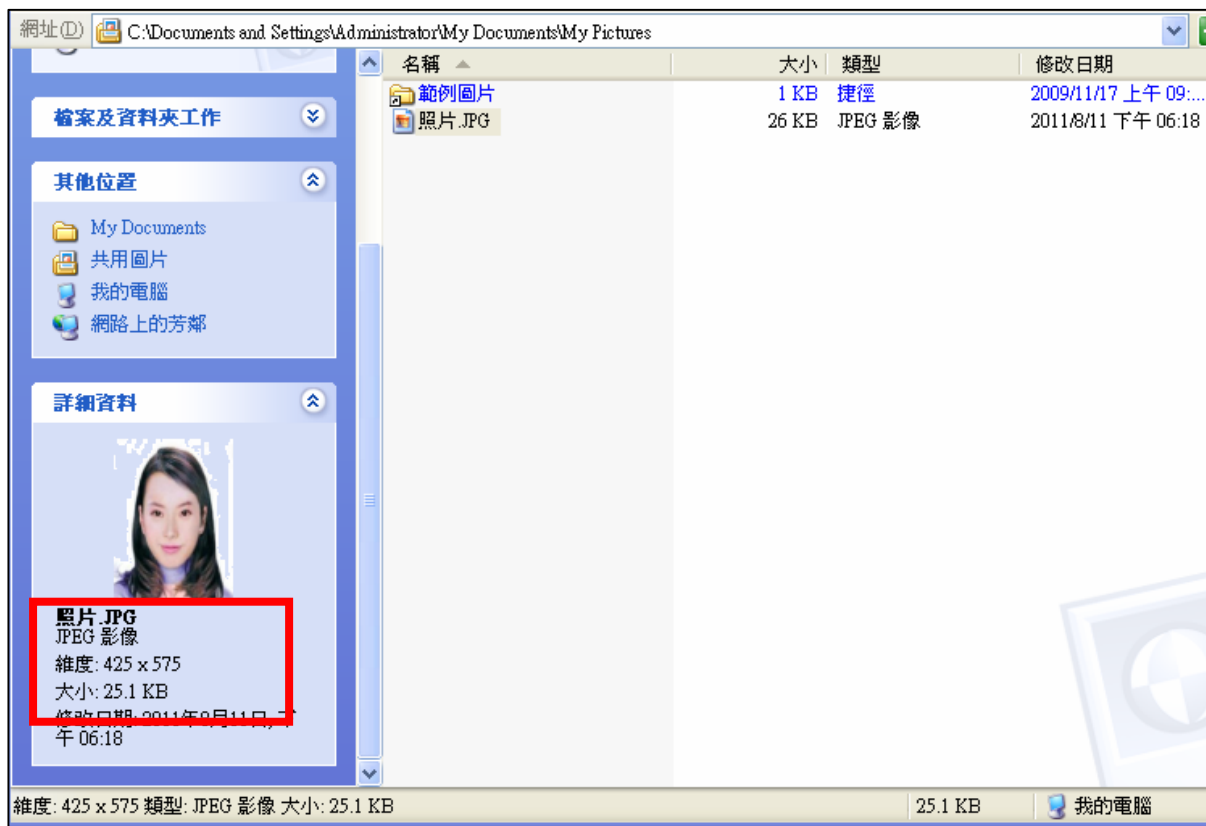 網址(D) C:\Documents and Settings\Administrator\My Documents\My Pictures
檔案及資料夾工作
其他位置
My Documents
共用圖片
我的電腦
網路上的芳鄰
詳細資料
照片.JPG
JPEG 影像
維度: 425 x 575
大小: 25.1 KB
修改日期: 2011年8月11日, 下
午 06:18
名稱 大小 類型 修改日期
範例圖片 1 KB 捷徑 2009/11/17 上午 09:...
照片.JPG 26 KB JPEG 影像 2011/8/11 下午 06:18
維度: 425 x 575 類型: JPEG 影像 大小: 25.1 KB 25.1 KB 我的電腦